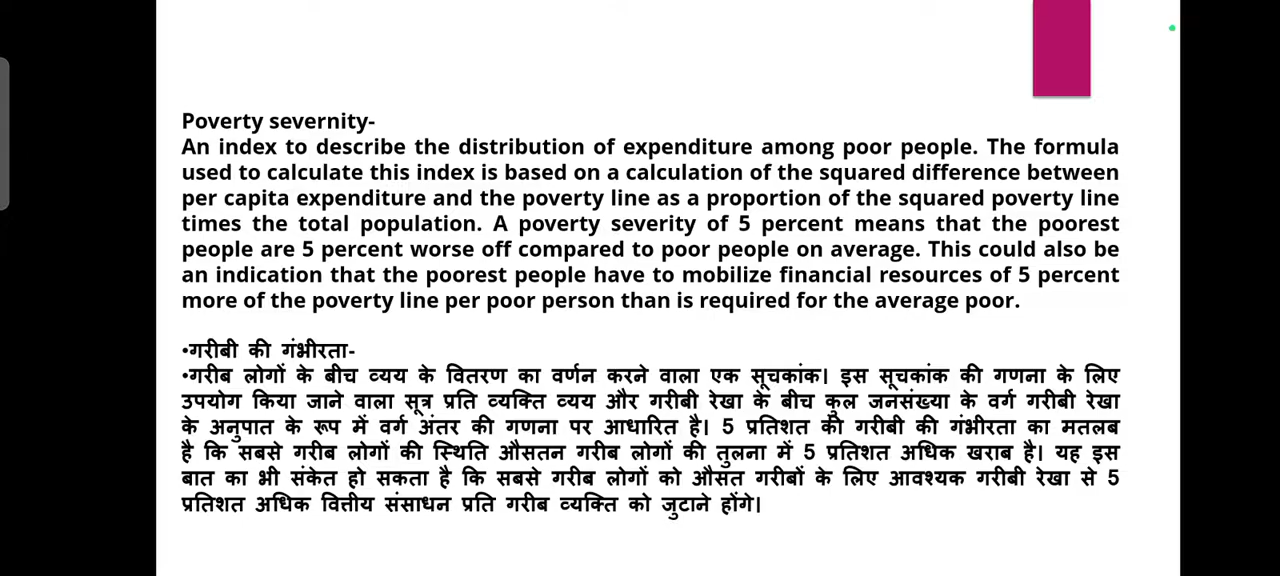 Poverty severnity-
An index to describe the distribution of expenditure among poor people. The formula
used to calculate this index is based on a calculation of the squared difference between
per capita expenditure and the poverty line as a proportion of the squared poverty line
times the total population. A poverty severity of 5 percent means that the poorest
people are 5 percent worse off compared to poor people on average. This could also be
an indication that the poorest people have to mobilize financial resources of 5 percent
more of the poverty line per poor person than is required for the average poor.
•गरीबी की गंभीरता-
•गरीब लोगों के बीच व्यय के वितरण का वर्णन करने वाला एक सूचकांक। इस सूचकांक की गणना के लिए
उपयोग किया जाने वाला सूत्र प्रति व्यक्ति व्यय और गरीबी रेखा के बीच कुल जनसंख्या के वर्ग गरीबी रेखा
के अनुपात के रूप में वर्ग अंतर की गणना पर आधारित है। 5 प्रतिशत की गरीबी की गंभीरता का मतलब
है कि सबसे गरीब लोगों की स्थिति औसतन गरीब लोगों की तुलना में 5 प्रतिशत अधिक खराब है। यह इस
बात का भी संकेत हो सकता है कि सबसे गरीब लोगों को औसत गरीबों के लिए आवश्यक गरीबी रेखा से 5
प्रतिशत अधिक वित्तीय संसाधन प्रति गरीब व्यक्ति को जुटाने होंगे।